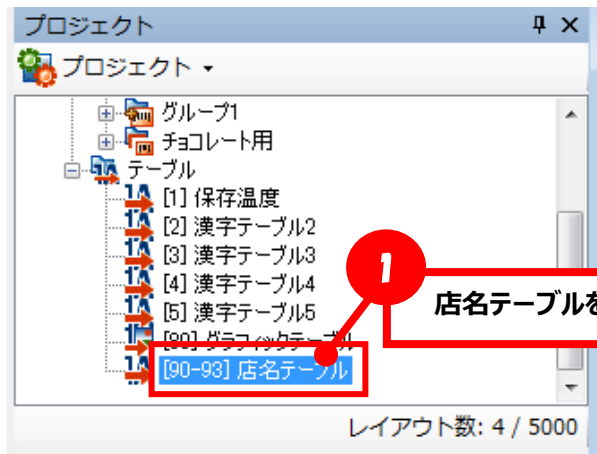 プロジェクト
プロジェクト
グループ1
チョコレート用
テーブル
[1] 保存温度
[2] 漢字テーブル2
[3] 漢字テーブル3
[4] 漢字テーブル4
[5] 漢字テーブル5
1
店名テーブルを
[80] グラフィックテーブル
[90-93] 店名テーブル
レイアウト数: 4 / 5000